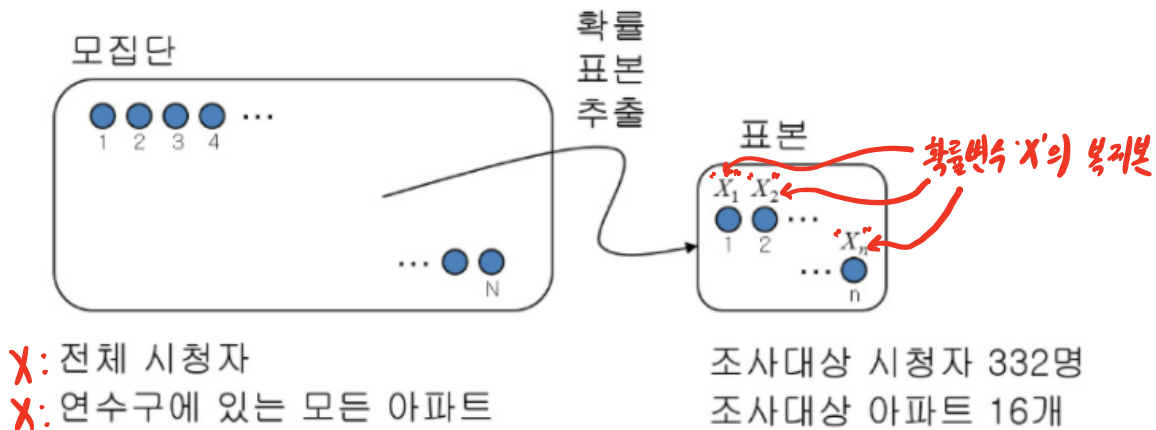 모집단
1 2 3 4 ...
... N
확률
표본
추출
표본
"X₁" "X₂" ...
1 2
"Xₙ"
... n
확률변수 'X'의 복제본
X: 전체 시청자
X: 연수구에 있는 모든 아파트
조사대상 시청자 332명
조사대상 아파트 16개